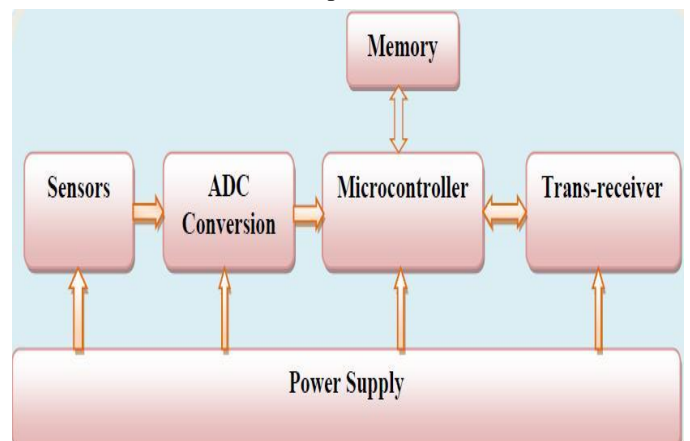 Memory
Sensors
ADC
Conversion
Microcontroller
Trans-receiver
Power Supply